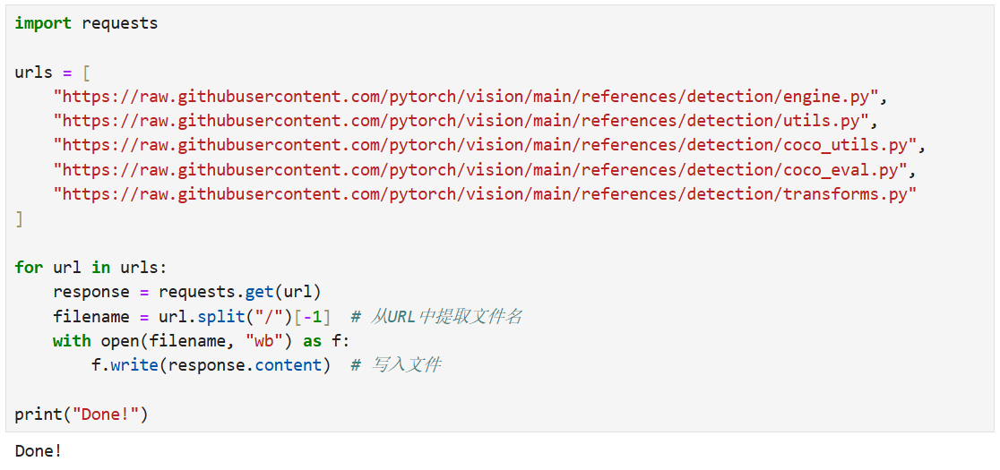 import requests

urls = [
    "https://raw.githubusercontent.com/pytorch/vision/main/references/detection/engine.py",
    "https://raw.githubusercontent.com/pytorch/vision/main/references/detection/utils.py",
    "https://raw.githubusercontent.com/pytorch/vision/main/references/detection/coco_utils.py",
    "https://raw.githubusercontent.com/pytorch/vision/main/references/detection/coco_eval.py",
    "https://raw.githubusercontent.com/pytorch/vision/main/references/detection/transforms.py"
]

for url in urls:
    response = requests.get(url)
    filename = url.split("/")[-1]  # 从URL中提取文件名
    with open(filename, "wb") as f:
        f.write(response.content)  # 写入文件

print("Done!")
Done!